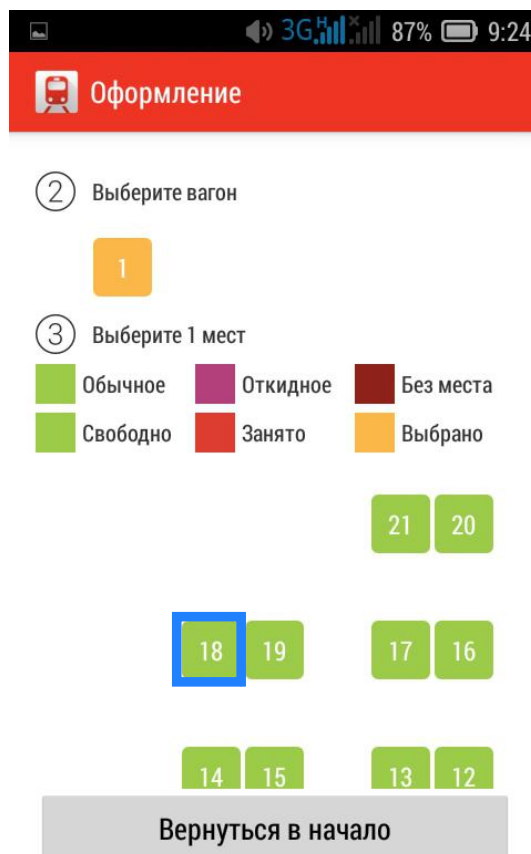 3G H 87% 9:24
Оформление
2 Выберите вагон
1
3 Выберите 1 мест
Обычное Откидное Без места
Свободно Занято Выбрано
21 20
18 19 17 16
14 15 13 12
Вернуться в начало